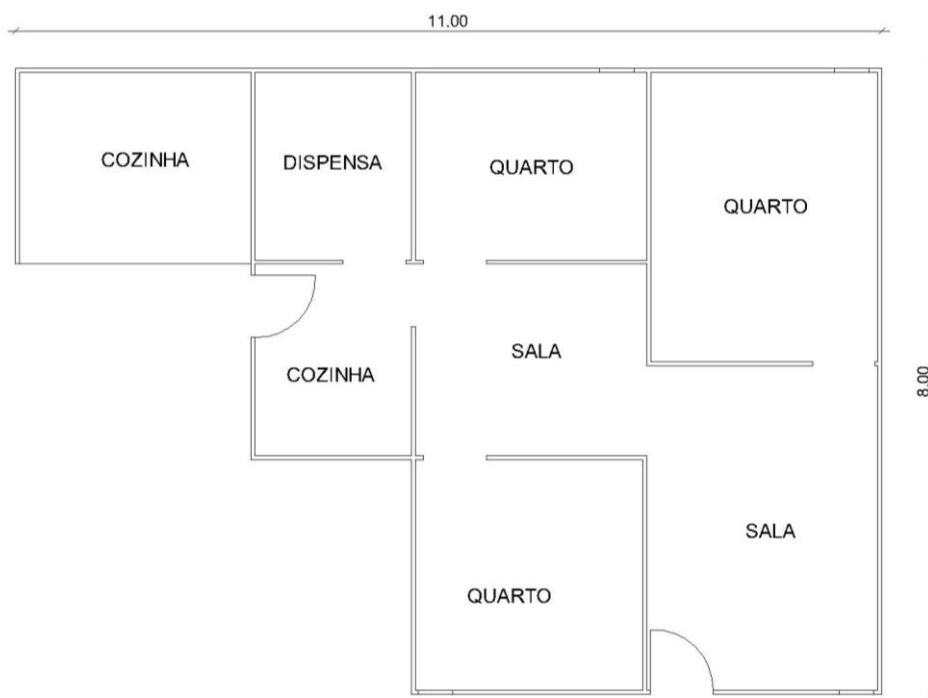 11.00
COZINHA
DISPENSA
QUARTO
QUARTO
SALA
COZINHA
8.00
SALA
QUARTO